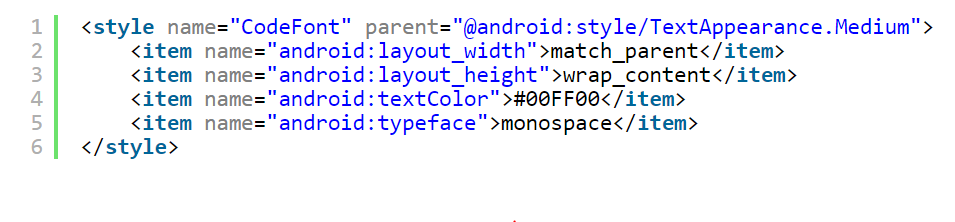 1 <style name="CodeFont" parent="@android:style/TextAppearance.Medium">
2     <item name="android:layout_width">match_parent</item>
3     <item name="android:layout_height">wrap_content</item>
4     <item name="android:textColor">#00FF00</item>
5     <item name="android:typeface">monospace</item>
6 </style>